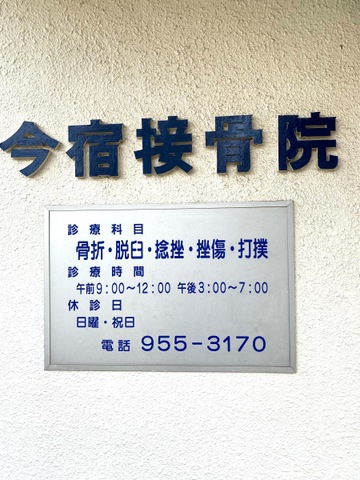 今宿接骨院
診療科目
骨折・脱臼・捻挫・挫傷・打撲
診療時間
午前9:00〜12:00 午後3:00〜7:00
休診日
日曜・祝日
電話 955-3170